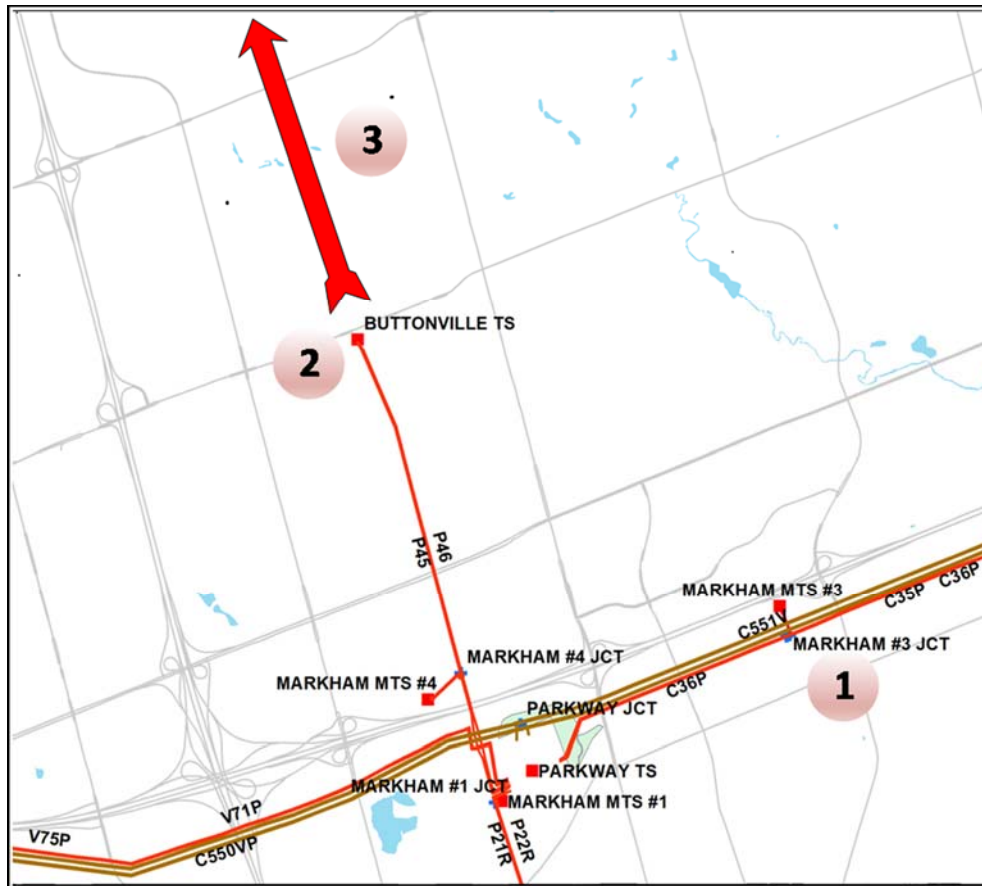 3
BUTTONVILLE TS
2
P46
P45
MARKHAM MTS #3
C36P
C35P
C551V
MARKHAM #3 JCT
MARKHAM #4 JCT
MARKHAM MTS #4
C36P
1
PARKWAY JCT
PARKWAY TS
MARKHAM #1 JCT
MARKHAM MTS #1
V71P
P22R
P21R
V75P
C550VP